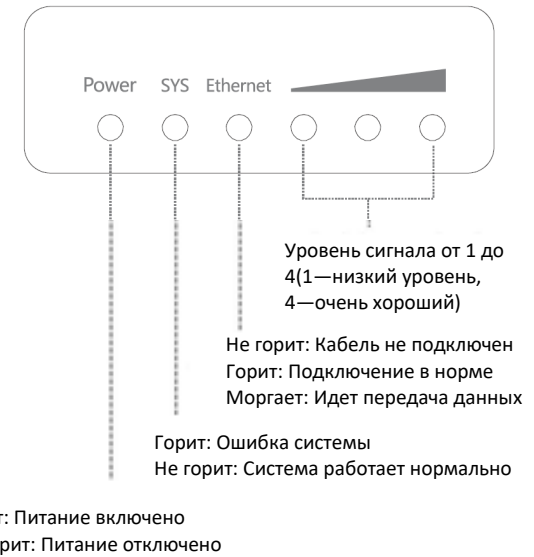 Power SYS Ethernet
Уровень сигнала от 1 до
4(1—низкий уровень,
4—очень хороший)
Не горит: Кабель не подключен
Горит: Подключение в норме
Моргает: Идет передача данных
Горит: Ошибка системы
Не горит: Система работает нормально
: Питание включено
: Питание отключено